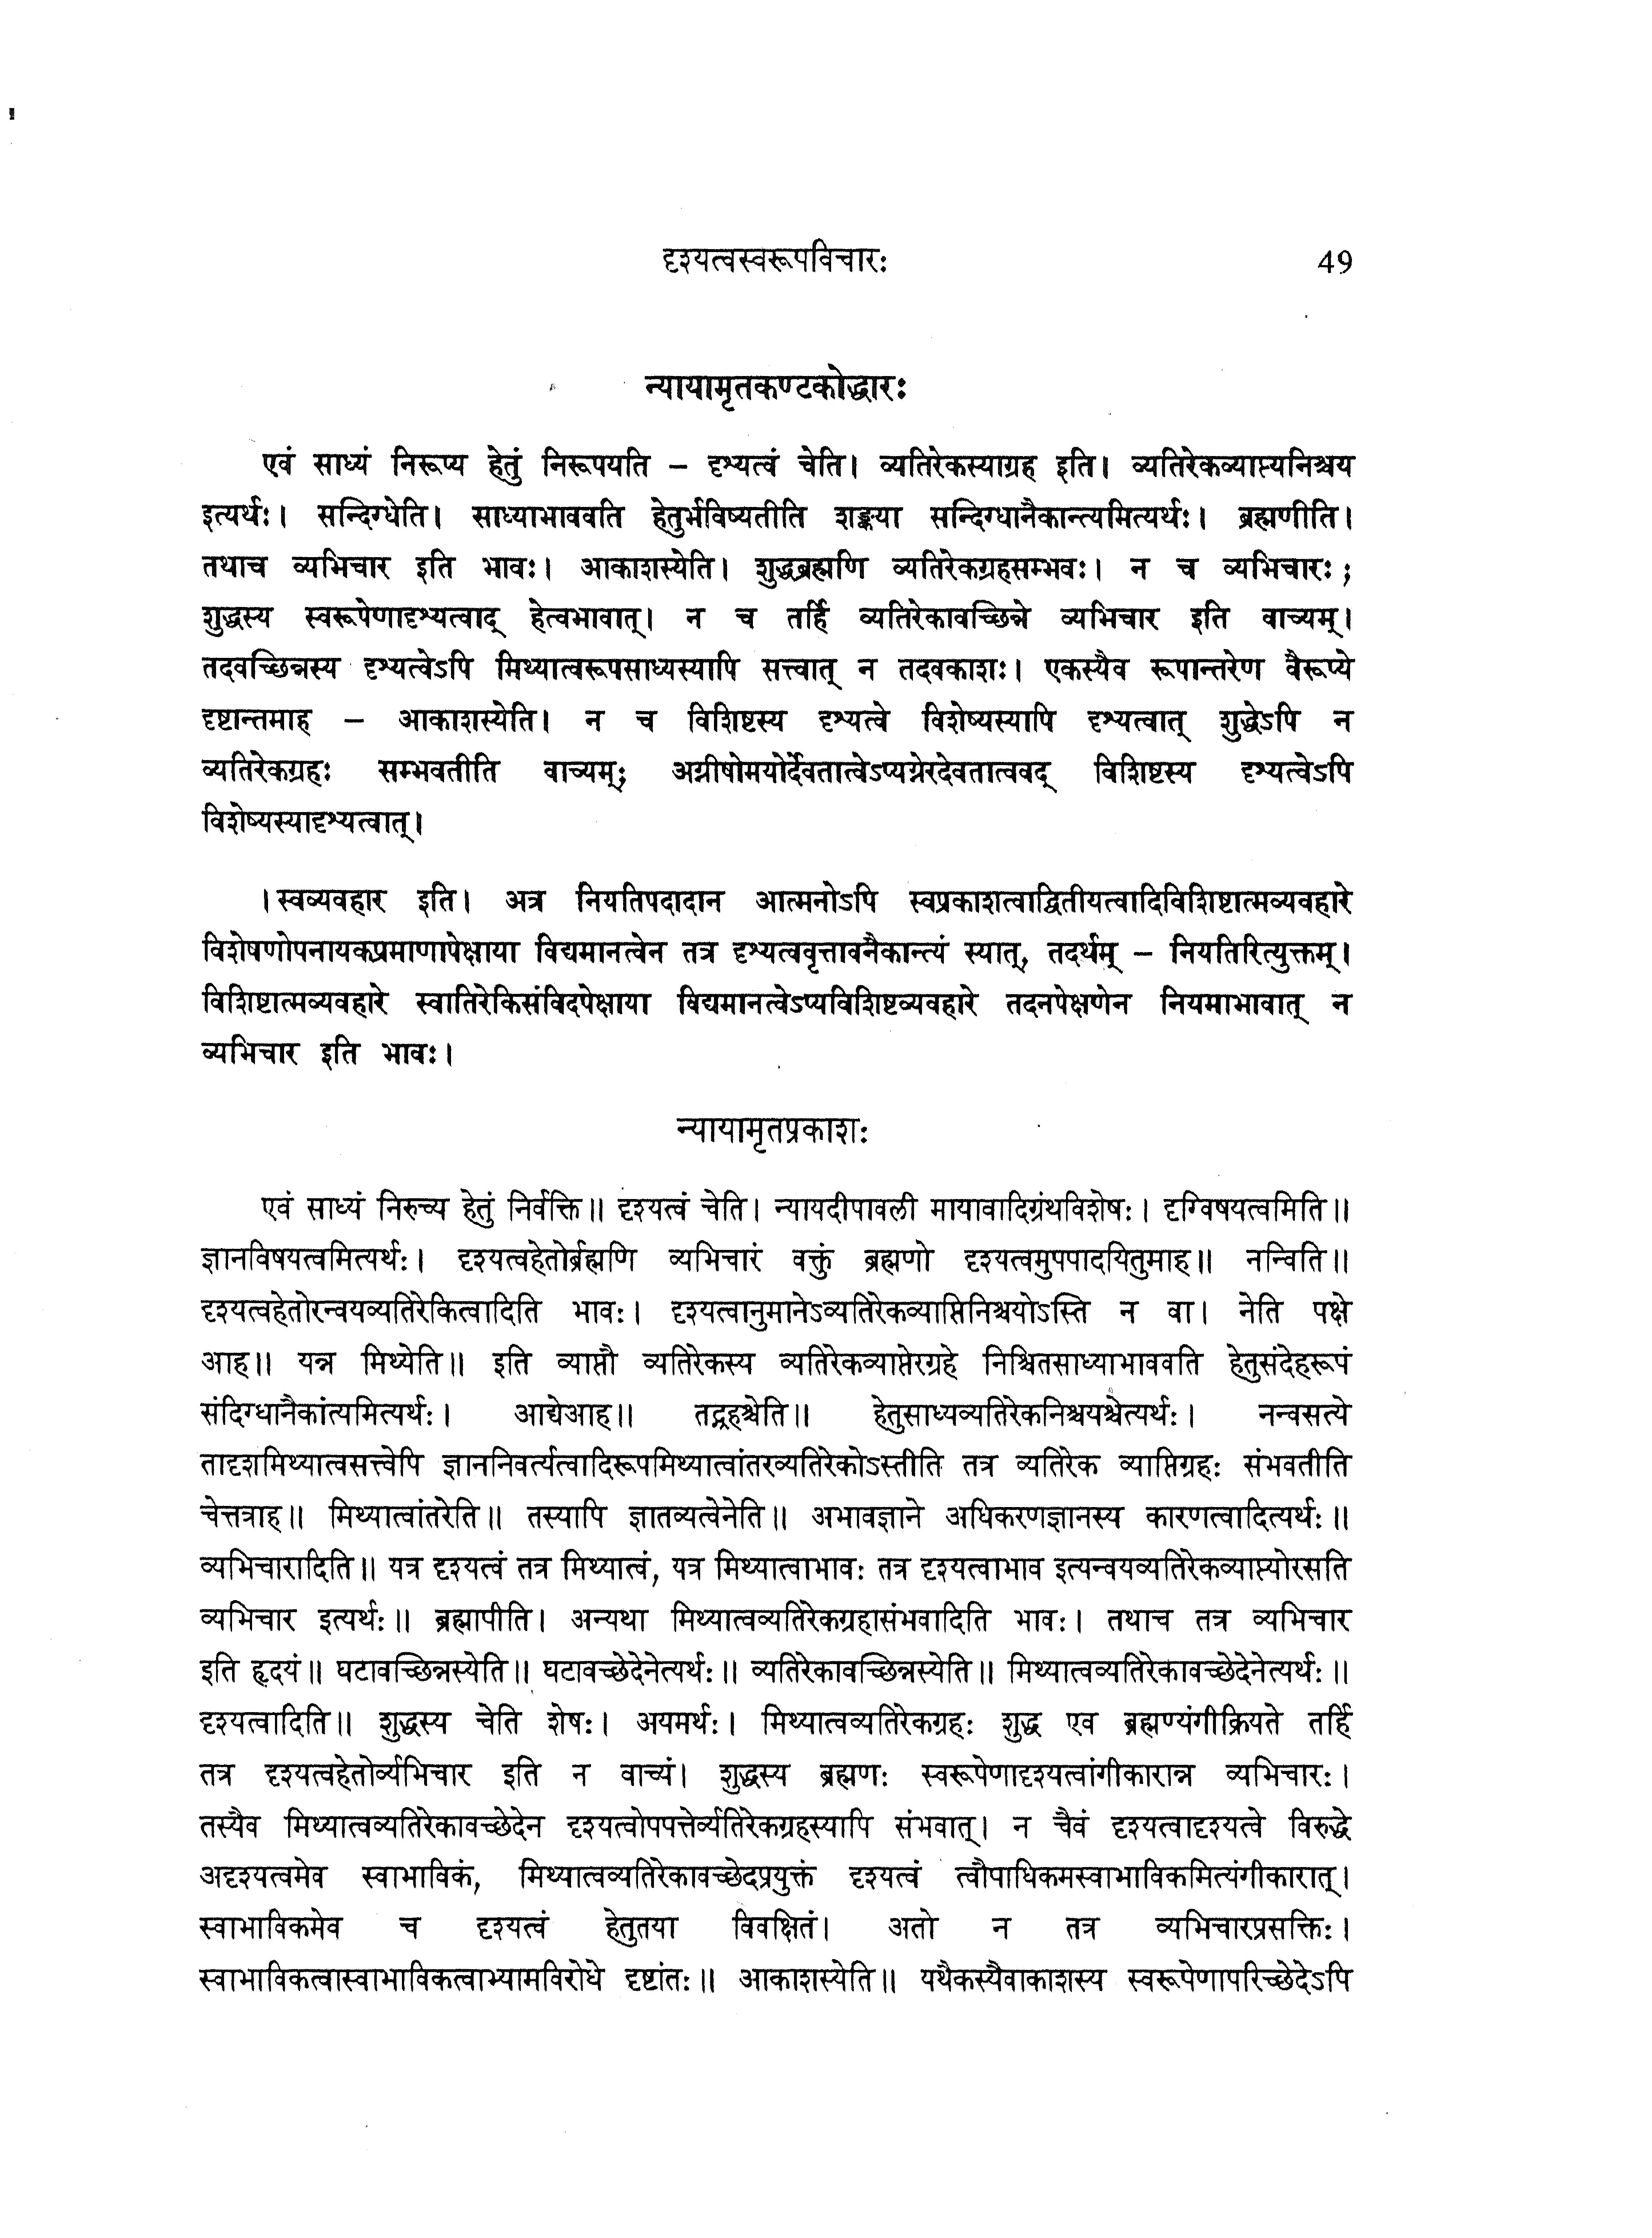 दृश्यत्वस्वरूपविचारः 49
न्यायामृतकण्टकोद्धारः
एवं साध्यं निरूप्य हेतुं निरूपयति – दृश्यत्वं चेति। व्यतिरेकस्याग्रह इति। व्यतिरेकव्याप्त्यनिश्चय
इत्यर्थः। सन्दिग्धेति। साध्याभाववति हेतुर्भविष्यतीति शङ्कया सन्दिग्धानैकान्त्यमित्यर्थः। ब्रह्मणीति।
तथाच व्यभिचार इति भावः। आकाशस्येति। शुद्धब्रह्मणि व्यतिरेकग्रहसम्भवः। न च व्यभिचारः;
शुद्धस्य स्वरूपेणादृश्यत्वाद् हेत्वभावात्। न च तर्हि व्यतिरेकावच्छिन्ने व्यभिचार इति वाच्यम्।
तदवच्छिन्नस्य दृश्यत्वेऽपि मिथ्यात्वरूपसाध्यस्यापि सत्त्वात् न तदवकाशः। एकस्यैव रूपान्तरेण वैरूप्ये
दृष्टान्तमाह – आकाशस्येति। न च विशिष्टस्य दृश्यत्वे विशेष्यस्यापि दृश्यत्वात् शुद्धेऽपि न
व्यतिरेकग्रहः सम्भवतीति वाच्यम्; अग्नीषोमयोर्देवतात्वेऽप्यग्नेरदेवतात्ववद् विशिष्टस्य दृश्यत्वेऽपि
विशेष्यस्यादृश्यत्वात्।
। स्वव्यवहार इति। अत्र नियतिपदादान आत्मनोऽपि स्वप्रकाशत्वाद्वितीयत्वादिविशिष्टात्मव्यवहारे
विशेषणोपनायकप्रमाणापेक्षाया विद्यमानत्वेन तत्र दृश्यत्ववृत्तावनैकान्त्यं स्यात्, तदर्थम् – नियतिरित्युक्तम्।
विशिष्टात्मव्यवहारे स्वातिरेकिसंविदपेक्षाया विद्यमानत्वेऽप्यविशिष्टव्यवहारे तदनपेक्षणेन नियमाभावात् न
व्यभिचार इति भावः।
न्यायामृतप्रकाशः
एवं साध्यं निरुच्य हेतुं निर्वक्ति॥ दृश्यत्वं चेति। न्यायदीपावली मायावादिग्रंथविशेषः। दृग्विषयत्वमिति॥
ज्ञानविषयत्वमित्यर्थः। दृश्यत्वहेतोर्ब्रह्मणि व्यभिचारं वक्तुं ब्रह्मणो दृश्यत्वमुपपादयितुमाह॥ नन्विति॥
दृश्यत्वहेतोरन्वयव्यतिरेकित्वादिति भावः। दृश्यत्वानुमानेऽव्यतिरेकव्याप्तिनिश्चयोऽस्ति न वा। नेति पक्षे
आह॥ यन्न मिथ्येति॥ इति व्याप्तौ व्यतिरेकस्य व्यतिरेकव्याप्तेरग्रहे निश्चितसाध्याभाववति हेतुसंदेहरूपं
संदिग्धानैकांत्यमित्यर्थः। आद्येआह॥ तद्ग्रहश्चेति॥ हेतुसाध्यव्यतिरेकनिश्चयश्चेत्यर्थः। नन्वसत्ये
तादृशमिथ्यात्वसत्त्वेपि ज्ञाननिवर्त्यत्वादिरूपमिथ्यात्वांतरव्यतिरेकोऽस्तीति तत्र व्यतिरेक व्याप्तिग्रहः संभवतीति
चेत्तत्राह॥ मिथ्यात्वांतरेति॥ तस्यापि ज्ञातव्यत्वेनेति॥ अभावज्ञाने अधिकरणज्ञानस्य कारणत्वादित्यर्थः॥
व्यभिचारादिति॥ यत्र दृश्यत्वं तत्र मिथ्यात्वं, यत्र मिथ्यात्वाभावः तत्र दृश्यत्वाभाव इत्यन्वयव्यतिरेकव्याप्त्योरसति
व्यभिचार इत्यर्थः॥ ब्रह्मापीति। अन्यथा मिथ्यात्वव्यतिरेकग्रहासंभवादिति भावः। तथाच तत्र व्यभिचार
इति हृदयं॥ घटावच्छिन्नस्येति॥ घटावच्छेदेनेत्यर्थः॥ व्यतिरेकावच्छिन्नस्येति॥ मिथ्यात्वव्यतिरेकावच्छेदेनेत्यर्थः॥
दृश्यत्वादिति॥ शुद्धस्य चेति शेषः। अयमर्थः। मिथ्यात्वव्यतिरेकग्रहः शुद्ध एव ब्रह्मण्यंगीक्रियते तर्हि
तत्र दृश्यत्वहेतोर्व्यभिचार इति न वाच्यं। शुद्धस्य ब्रह्मणः स्वरूपेणादृश्यत्वांगीकारान्न व्यभिचारः।
तस्यैव मिथ्यात्वव्यतिरेकावच्छेदेन दृश्यत्वोपपत्तेर्व्यतिरेकग्रहस्यापि संभवात्। न चैवं दृश्यत्वादृश्यत्वे विरुद्धे
अदृश्यत्वमेव स्वाभाविकं, मिथ्यात्वव्यतिरेकावच्छेदप्रयुक्तं दृश्यत्वं त्वौपाधिकमस्वाभाविकमित्यंगीकारात्।
स्वाभाविकमेव च दृश्यत्वं हेतुतया विवक्षितं। अतो न तत्र व्यभिचारप्रसक्तिः।
स्वाभाविकत्वास्वाभाविकत्वाभ्यामविरोधे दृष्टांतः॥ आकाशस्येति॥ यथैकस्यैवाकाशस्य स्वरूपेणापरिच्छेदेऽपि